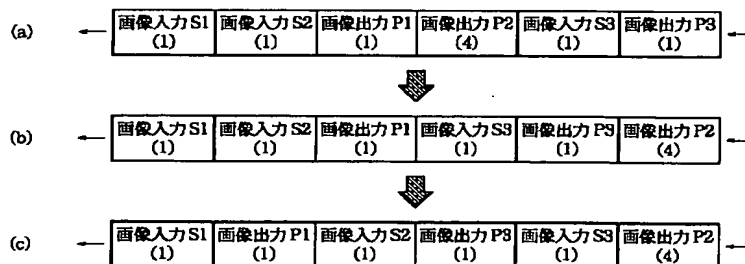 (a) 画像入力S1 画像入力S2 画像出力P1 画像出力P2 画像入力S3 画像出力P3
(1) (1) (1) (4) (1) (1)
(b) 画像入力S1 画像入力S2 画像出力P1 画像入力S3 画像出力P3 画像出力P2
(1) (1) (1) (1) (1) (4)
(c) 画像入力S1 画像出力P1 画像入力S2 画像出力P3 画像入力S3 画像出力P2
(1) (1) (1) (1) (1) (4)